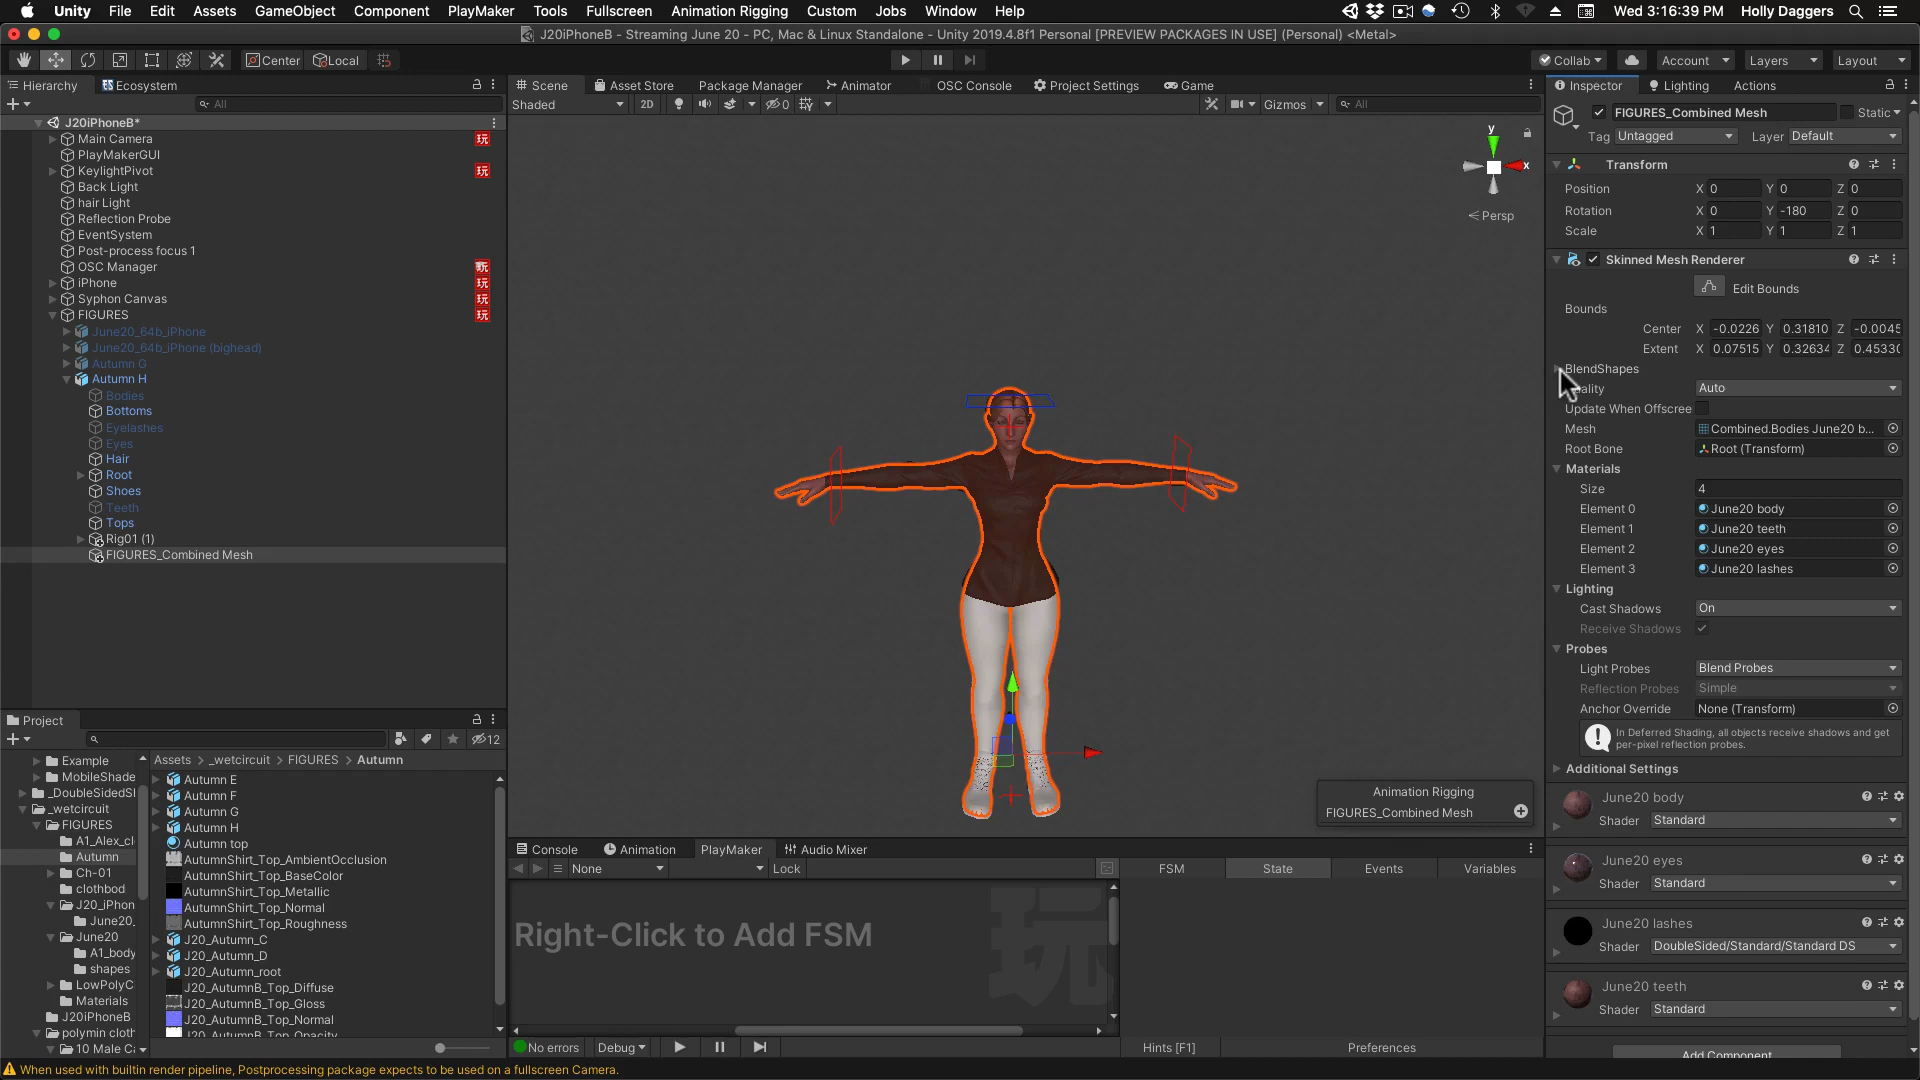 Unity File Edit Assets GameObject Component PlayMaker Tools Fullscreen Animation Rigging Custom Jobs Window Help Wed 3:16:39 PM Holly Daggers
J20iPhoneB - Streaming June 20 - PC, Mac & Linux Standalone - Unity 2019.4.8f1 Personal [PREVIEW PACKAGES IN USE] (Personal) <Metal>
Center Local Collab Account Layers Layout
Hierarchy Ecosystem
All
J20iPhoneB*
Main Camera 玩
PlayMakerGUI
KeylightPivot 玩
Back Light
hair Light
Reflection Probe
EventSystem
Post-process focus 1
OSC Manager 玩
iPhone 玩
Syphon Canvas 玩
FIGURES 玩
June20_64b_iPhone
June20_64b_iPhone (bighead)
Autumn G
Autumn H
Bodies
Bottoms
Eyelashes
Eyes
Hair
Root
Shoes
Teeth
Tops
Rig01 (1)
FIGURES_Combined Mesh
Scene Asset Store Package Manager Animator OSC Console Project Settings Game
Shaded 2D 0 Gizmos All
y
x
Persp
Animation Rigging
FIGURES_Combined Mesh
Inspector Lighting Actions
FIGURES_Combined Mesh Static
Tag Untagged Layer Default
Transform
Position X 0 Y 0 Z 0
Rotation X 0 Y -180 Z 0
Scale X 1 Y 1 Z 1
Skinned Mesh Renderer
Edit Bounds
Bounds
Center X -0.0226 Y 0.31810 Z -0.0045
Extent X 0.07515 Y 0.32634 Z 0.45330
BlendShapes
ality Auto
Update When Offscree
Mesh Combined.Bodies June20 b...
Root Bone Root (Transform)
Materials
Size 4
Element 0 June20 body
Element 1 June20 teeth
Element 2 June20 eyes
Element 3 June20 lashes
Lighting
Cast Shadows On
Receive Shadows
Probes
Light Probes Blend Probes
Reflection Probes Simple
Anchor Override None (Transform)
In Deferred Shading, all objects receive shadows and get
per-pixel reflection probes.
Additional Settings
June20 body
Shader Standard
June20 eyes
Shader Standard
June20 lashes
Shader DoubleSided/Standard/Standard DS
June20 teeth
Shader Standard
Add Component
Project
12
Example
MobileShade
_DoubleSidedSl
_wetcircuit
FIGURES
A1_Alex_cl
Autumn
Ch-01
clothbod
J20_iPhon
June20_
June20
A1_body
shapes
LowPolyC
Materials
J20iPhoneB
polymin cloth
10 Male Ca
Assets > _wetcircuit > FIGURES > Autumn
Autumn E
Autumn F
Autumn G
Autumn H
Autumn top
AutumnShirt_Top_AmbientOcclusion
AutumnShirt_Top_BaseColor
AutumnShirt_Top_Metallic
AutumnShirt_Top_Normal
AutumnShirt_Top_Roughness
J20_Autumn_C
J20_Autumn_D
J20_Autumn_root
J20_AutumnB_Top_Diffuse
J20_AutumnB_Top_Gloss
J20_AutumnB_Top_Normal
J20_AutumnB_Top_Opacity
Console Animation PlayMaker Audio Mixer
None Lock FSM State Events Variables
Right-Click to Add FSM
玩
No errors Debug Hints [F1] Preferences
When used with builtin render pipeline, Postprocessing package expects to be used on a fullscreen Camera.